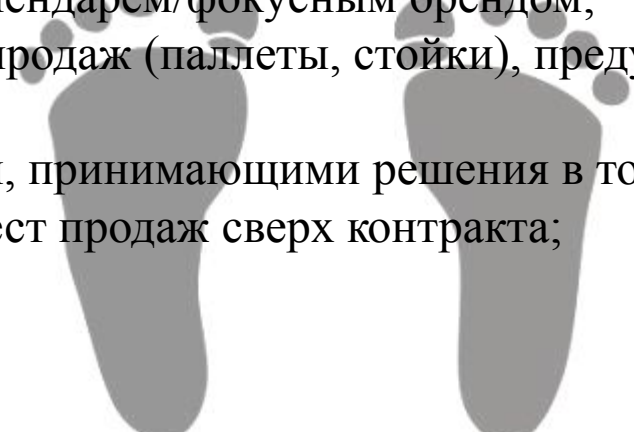 ендарем/фокусным брендом;
продаж (паллеты, стойки), преду
, принимающими решения в то
ест продаж сверх контракта;